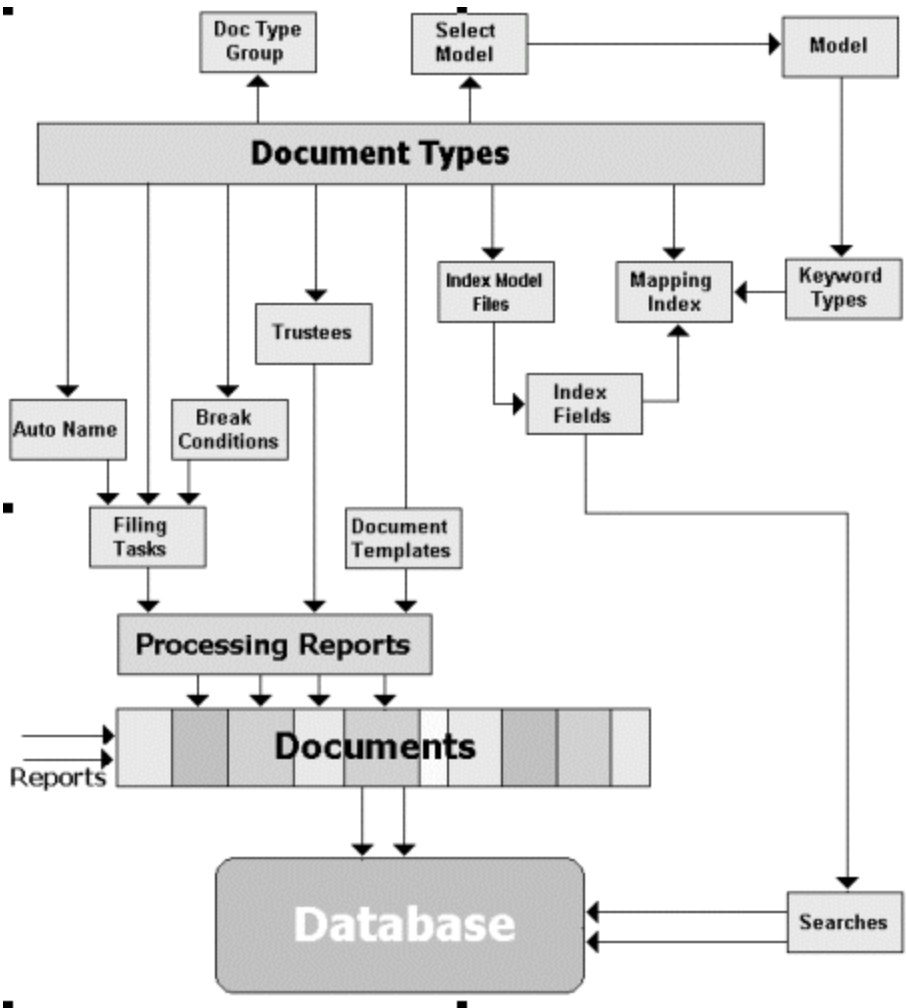 Doc Type
Group
Select
Model
Model
Document Types
Index Model
Files
Mapping
Index
Keyword
Types
Trustees
Auto Name
Break
Conditions
Index
Fields
Filing
Tasks
Document
Templates
Processing Reports
Documents
Reports
Database
Searches